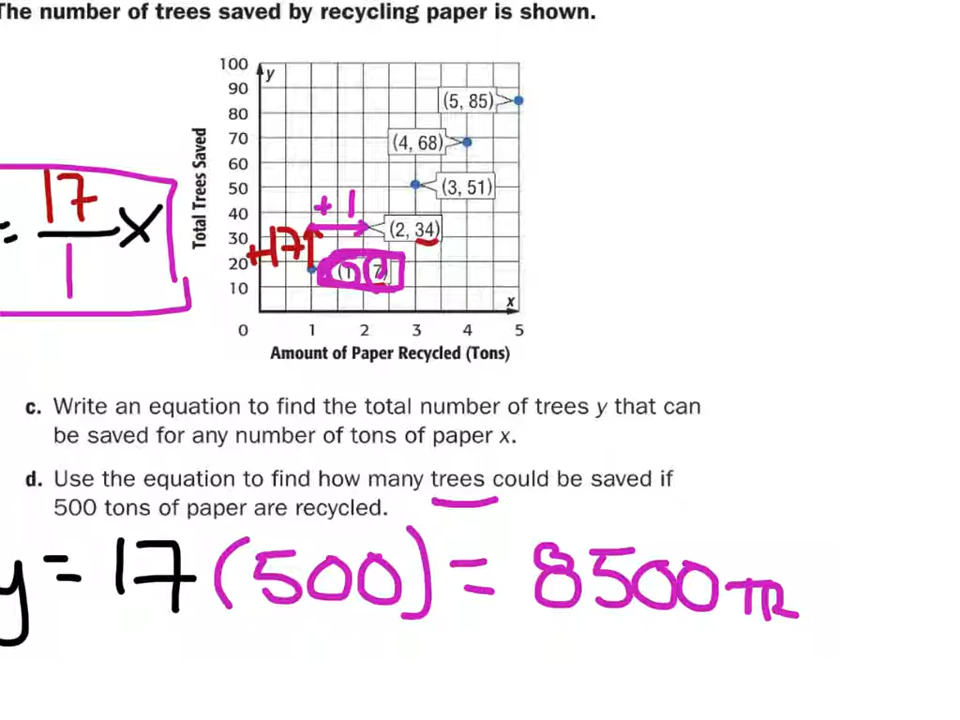 The number of trees saved by recycling paper is shown.
100
y
90
(5, 85)
80
70
(4, 68)
60
Total Trees Saved
50
(3, 51)
= 17/1 x
+ 1
40
30
(2, 34)
+17
20
10
x
0 1 2 3 4 5
Amount of Paper Recycled (Tons)
c. Write an equation to find the total number of trees y that can
be saved for any number of tons of paper x.
d. Use the equation to find how many trees could be saved if
500 tons of paper are recycled.
y = 17 (500) = 8500